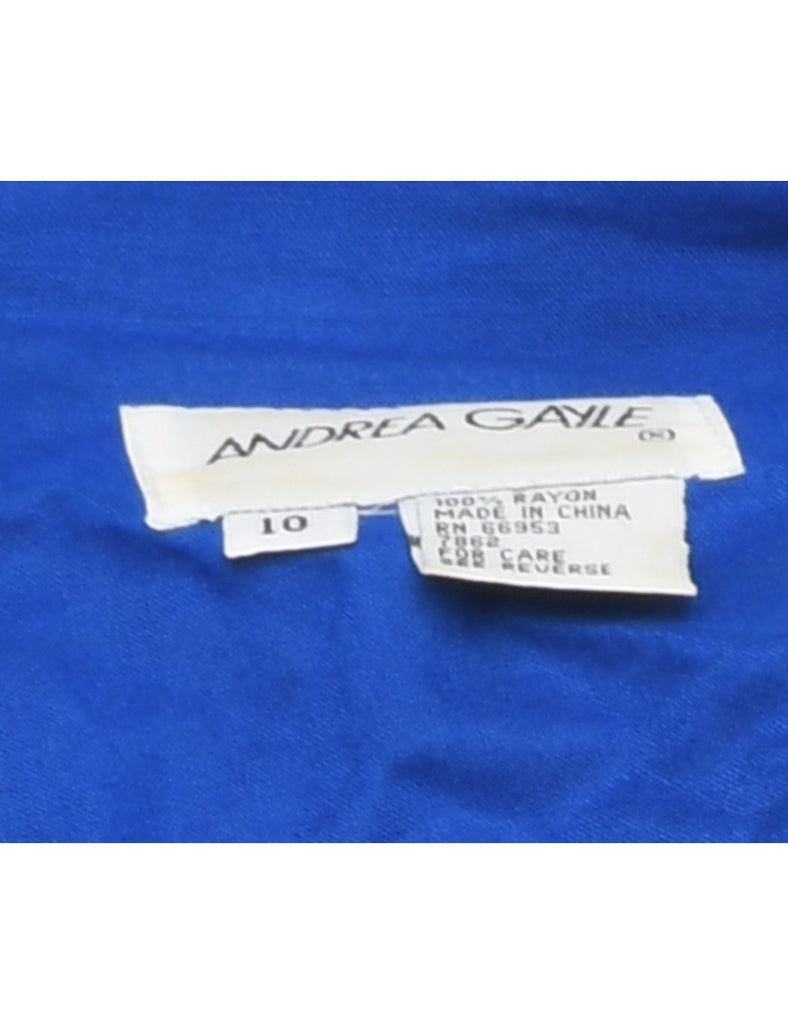 ANDREA GAYLE
10
100% RAYON
MADE IN CHINA
RN 66953
7862
FOR CARE
SEE REVERSE